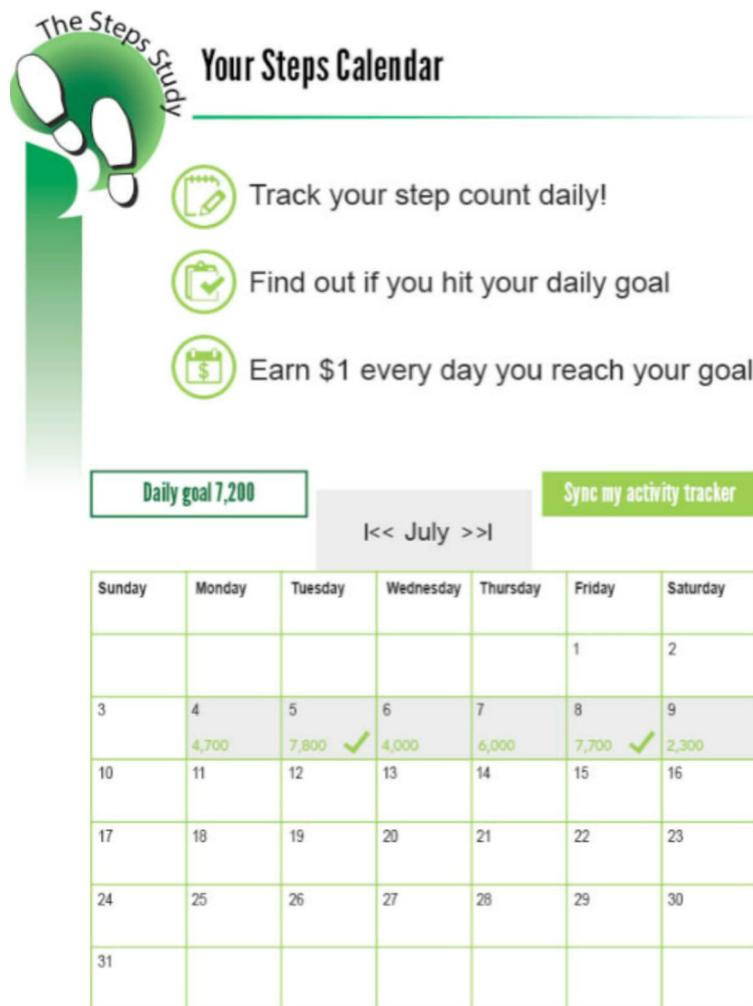 The Steps Study
Your Steps Calendar
Track your step count daily!
Find out if you hit your daily goal
Earn $1 every day you reach your goal
Daily goal 7,200
Sync my activity tracker
I<< July >>I
Sunday Monday Tuesday Wednesday Thursday Friday Saturday
1 2
3 4 5 6 7 8 9
4,700 7,800 4,000 6,000 7,700 2,300
10 11 12 13 14 15 16
17 18 19 20 21 22 23
24 25 26 27 28 29 30
31